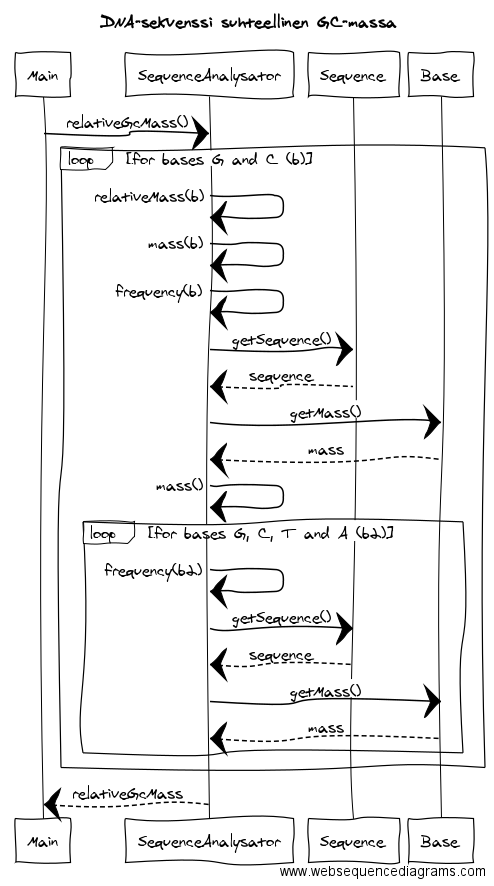 DNA-sekvenssi suhteellinen GC-massa
Main SequenceAnalysator Sequence Base
relativeGcMass()
loop [for bases G and C (b)]
relativeMass(b)
mass(b)
frequency(b)
getSequence()
sequence
getMass()
mass
mass()
loop [for bases G, C, T and A (b2)]
frequency(b2)
getSequence()
sequence
getMass()
mass
relativeGcMass
Main SequenceAnalysator Sequence Base
www.websequencediagrams.com